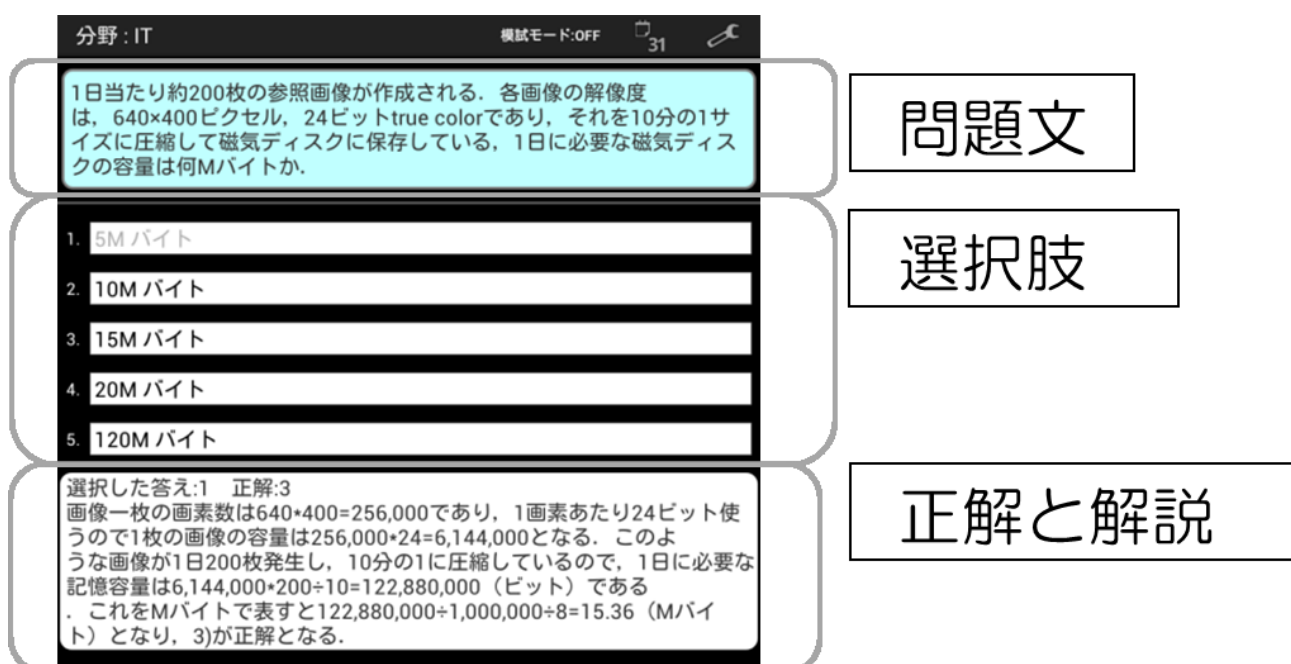 分野 : IT 模試モード:OFF 31
1日当たり約200枚の参照画像が作成される．各画像の解像度
は，640×400ピクセル，24ビットtrue colorであり，それを10分の1サ
イズに圧縮して磁気ディスクに保存している，1日に必要な磁気ディス
クの容量は何Mバイトか．
問題文
選択肢
1. 5M バイト
2. 10M バイト
3. 15M バイト
4. 20M バイト
5. 120M バイト
選択した答え:1　正解:3
画像一枚の画素数は640*400=256,000であり，1画素あたり24ビット使
うので1枚の画像の容量は256,000*24=6,144,000となる．このよ
うな画像が1日200枚発生し，10分の1に圧縮しているので，1日に必要な
記憶容量は6,144,000*200÷10=122,880,000（ビット）である
．これをMバイトで表すと122,880,000÷1,000,000÷8=15.36（Mバイ
ト）となり，3)が正解となる．
正解と解説